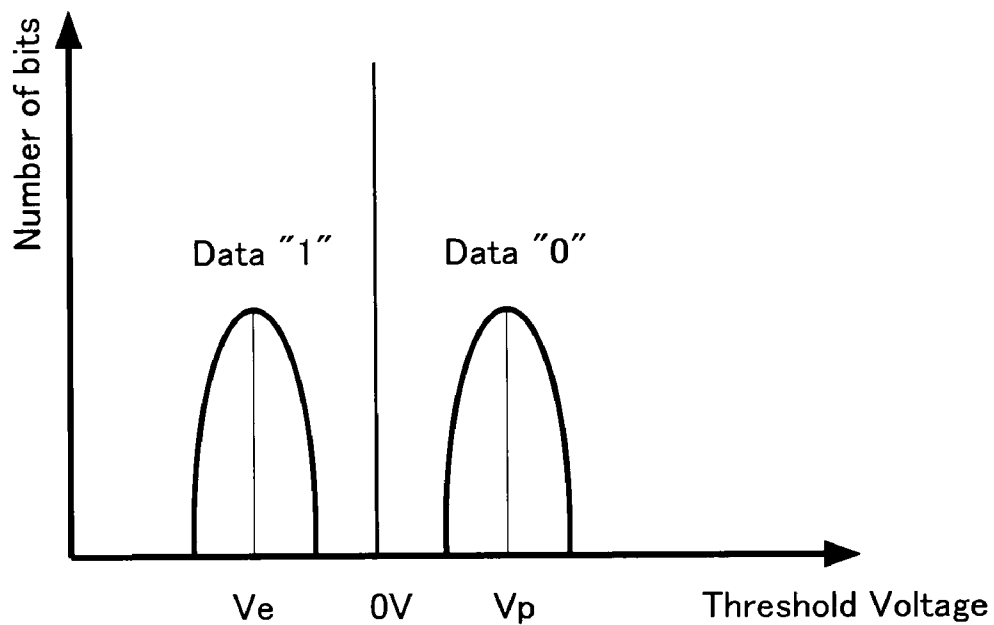 Number of bits
Data "1"
Data "0"
Ve
0V
Vp
Threshold Voltage